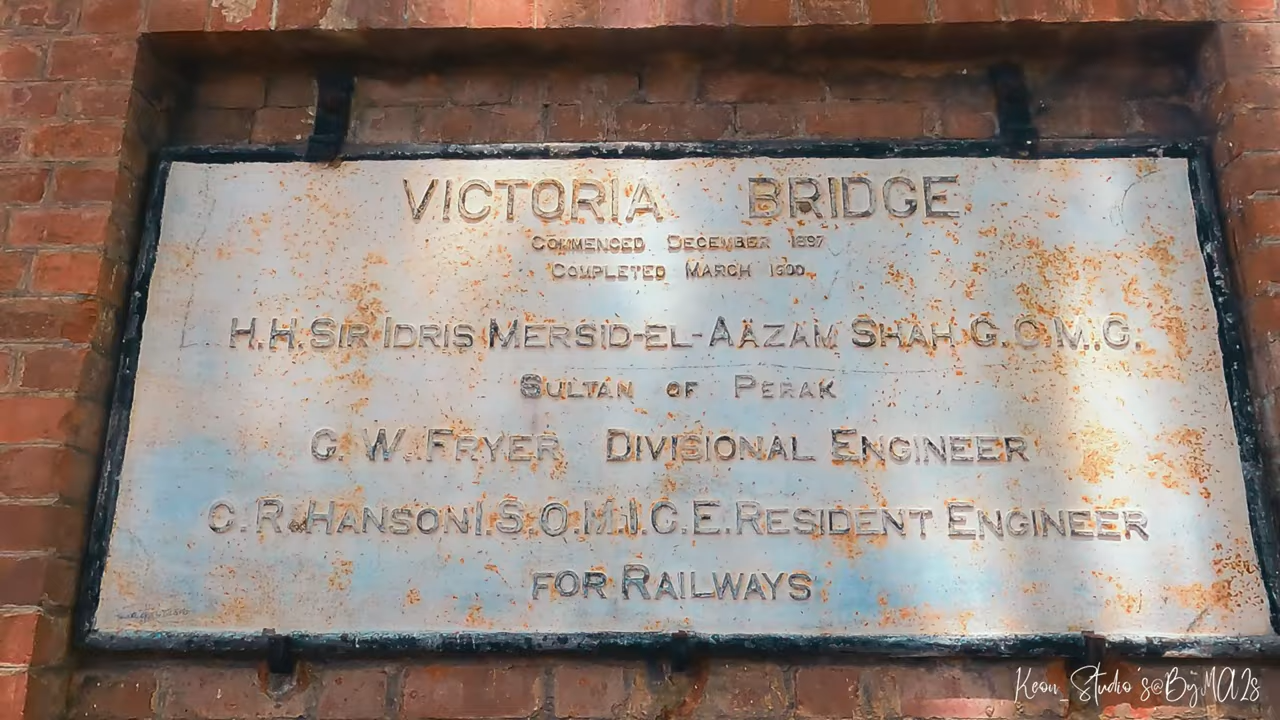 VICTORIA BRIDGE
COMMENCED DECEMBER 1897
COMPLETED MARCH 1900
H.H. SIR IDRIS MERSID-EL-AAZAM SHAH G.C.M.G.
SULTAN OF PERAK
G. W. FRYER DIVISIONAL ENGINEER
C. R. HANSON I.S.O.M.I.C.E. RESIDENT ENGINEER
FOR RAILWAYS
Keon Studio's@ByMA2s